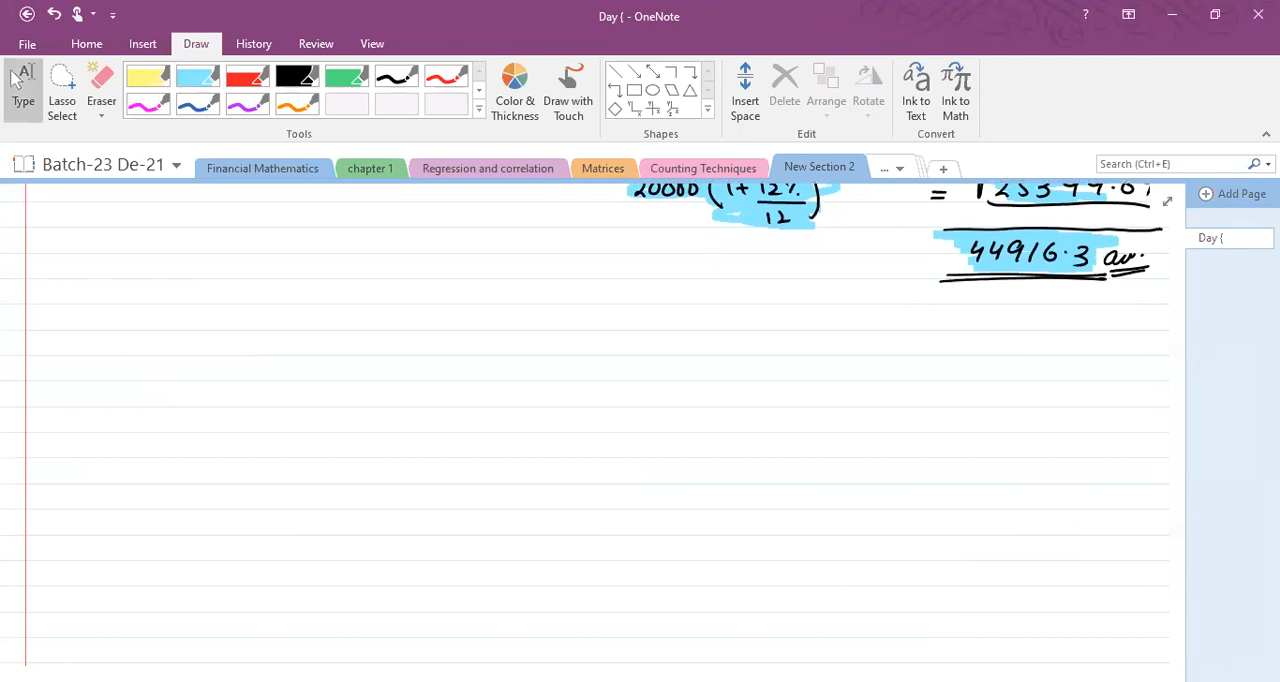 Day { - OneNote
?
File Home Insert Draw History Review View
Type
Lasso Select
Eraser
Color & Thickness
Draw with Touch
Insert Space
Delete
Arrange
Rotate
Ink to Text
Ink to Math
Tools Shapes Edit Convert
Batch-23 De-21
Financial Mathematics
chapter 1
Regression and correlation
Matrices
Counting Techniques
New Section 2
...
Search (Ctrl+E)
Add Page
Day {
20000 (1+ 12%
12 )
=
44916.3 an.